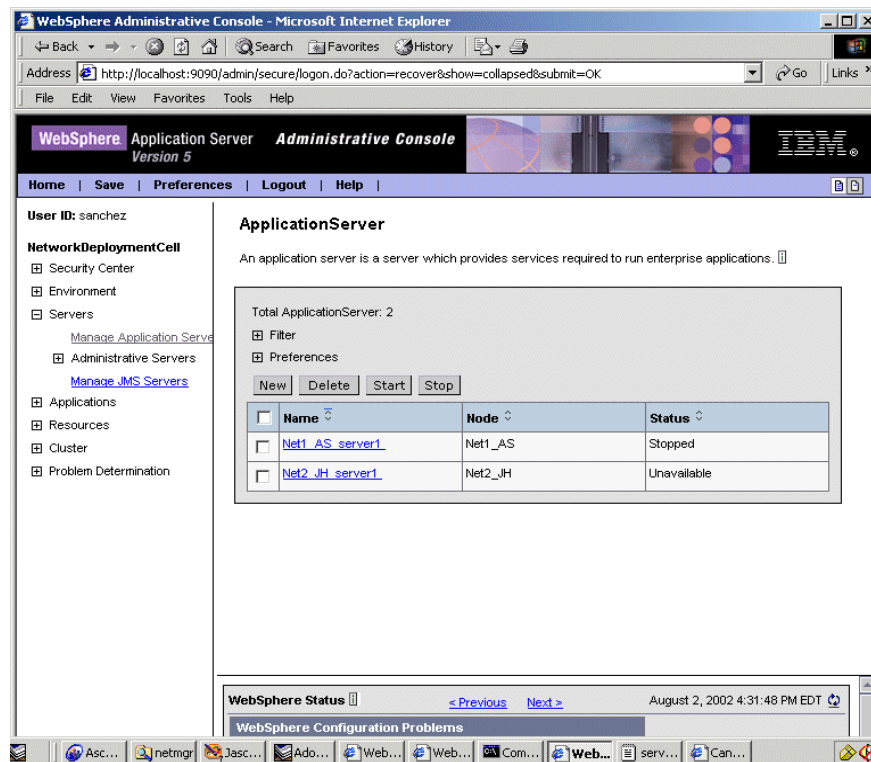 WebSphere Administrative Console - Microsoft Internet Explorer
Back Search Favorites History
Address http://localhost:9090/admin/secure/logon.do?action=recover&show=collapsed&submit=OK Go Links
File Edit View Favorites Tools Help
WebSphere. Application Server Administrative Console IBM®
Version 5
Home | Save | Preferences | Logout | Help |
User ID: sanchez
NetworkDeploymentCell
Security Center
Environment
Servers
Manage Application Serve
Administrative Servers
Manage JMS Servers
Applications
Resources
Cluster
Problem Determination
ApplicationServer
An application server is a server which provides services required to run enterprise applications. i
Total ApplicationServer: 2
Filter
Preferences
New Delete Start Stop
Name Node Status
Net1_AS_server1 Net1_AS Stopped
Net2_JH_server1 Net2_JH Unavailable
WebSphere Status i < Previous Next > August 2, 2002 4:31:48 PM EDT
WebSphere Configuration Problems
Asc... netmgr Jasc... Ado... Web... Web... Com... Web... serv... Can...